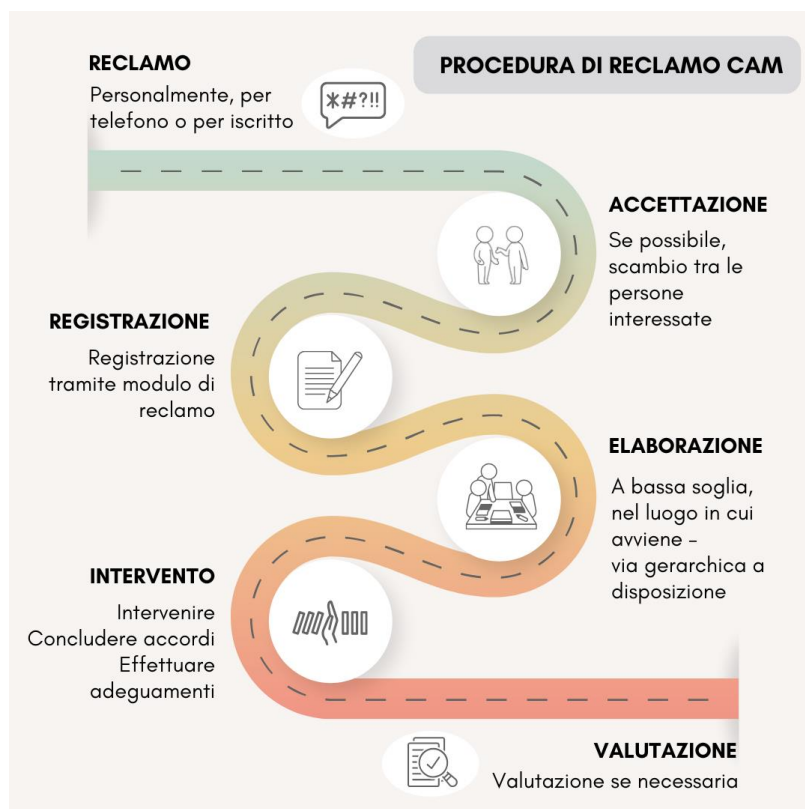 PROCEDURA DI RECLAMO CAM
RECLAMO
Personalmente, per
telefono o per iscritto
*#?!!
ACCETTAZIONE
Se possibile,
scambio tra le
persone
interessate
REGISTRAZIONE
Registrazione
tramite modulo di
reclamo
ELABORAZIONE
A bassa soglia,
nel luogo in cui
avviene –
via gerarchica a
disposizione
INTERVENTO
Intervenire
Concludere accordi
Effettuare
adeguamenti
VALUTAZIONE
Valutazione se necessaria